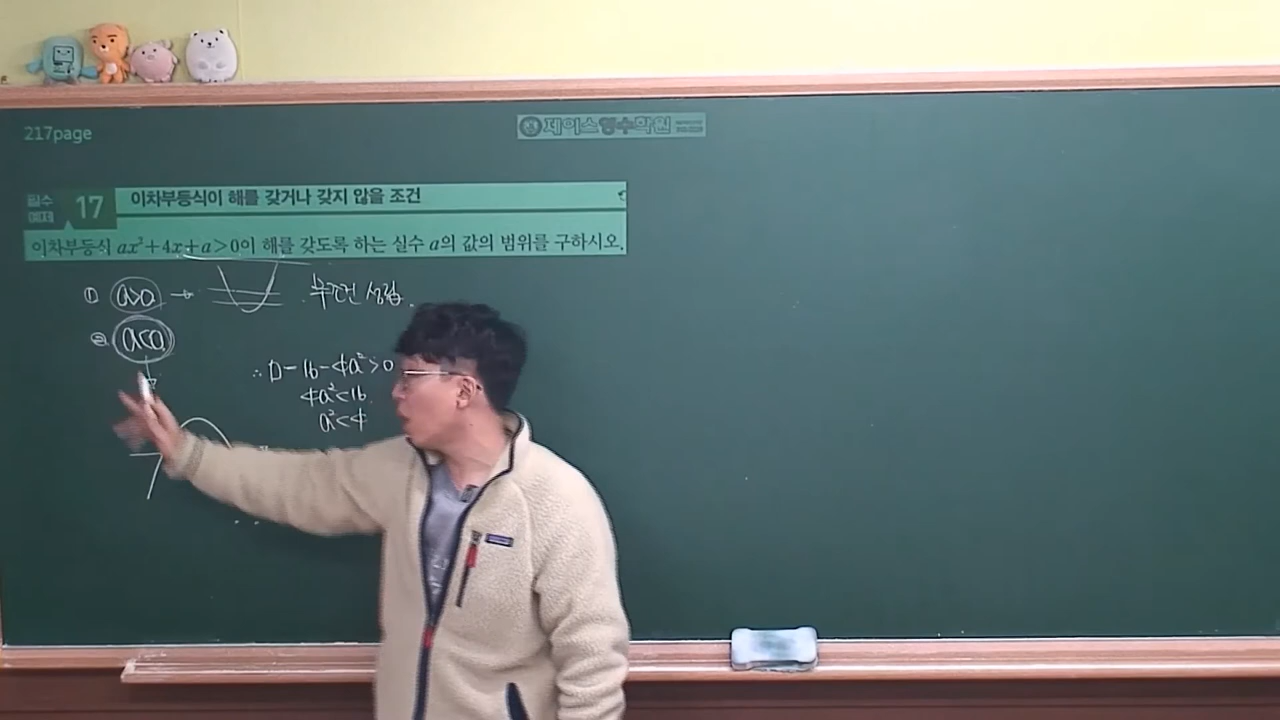 217page
제이스영수학원
필수 예제 17 이차부등식이 해를 갖거나 갖지 않을 조건
이차부등식 ax²+4x+a>0이 해를 갖도록 하는 실수 a의 값의 범위를 구하시오.
① a>0 → 무조건 성립.
② a<0
∴ D=16-4a²>0
4a²<16
a²<4